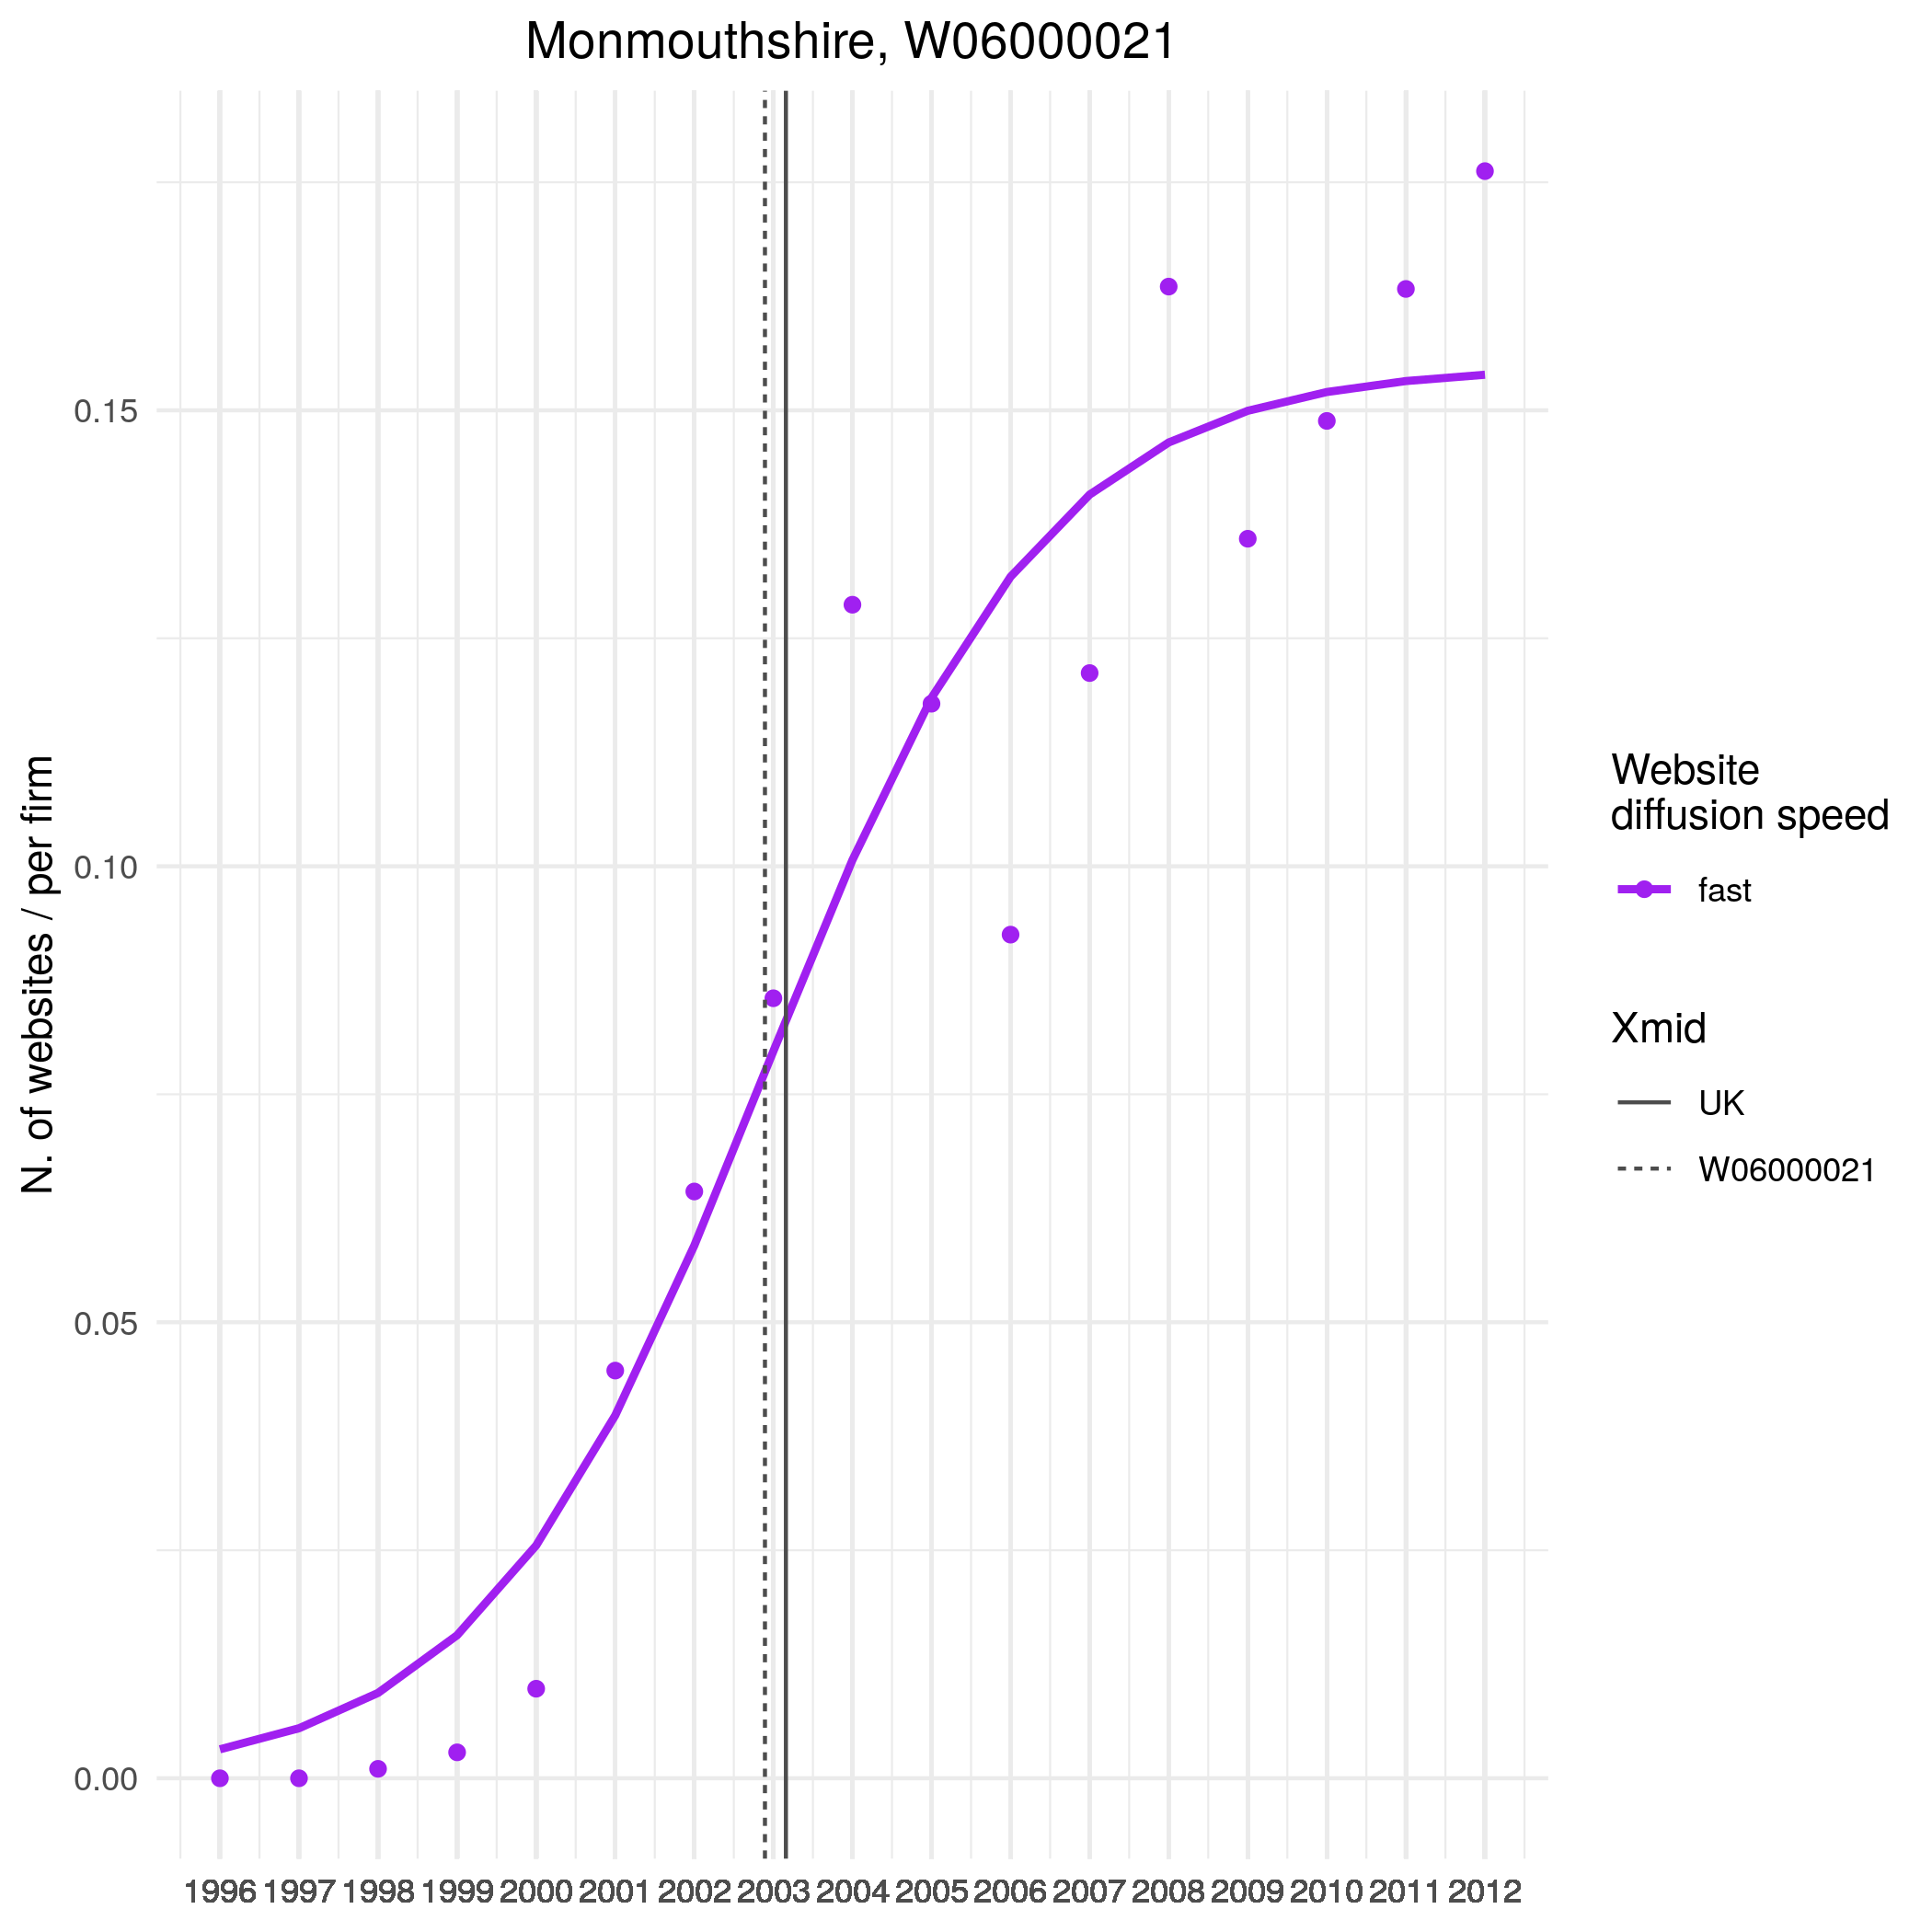 Monmouthshire, W06000021
N. of websites / per firm
0.15
0.10
0.05
0.00
1996 1997 1998 1999 2000 2001 2002 2003 2004 2005 2006 2007 2008 2009 2010 2011 2012
Website
diffusion speed
fast
Xmid
UK
W06000021